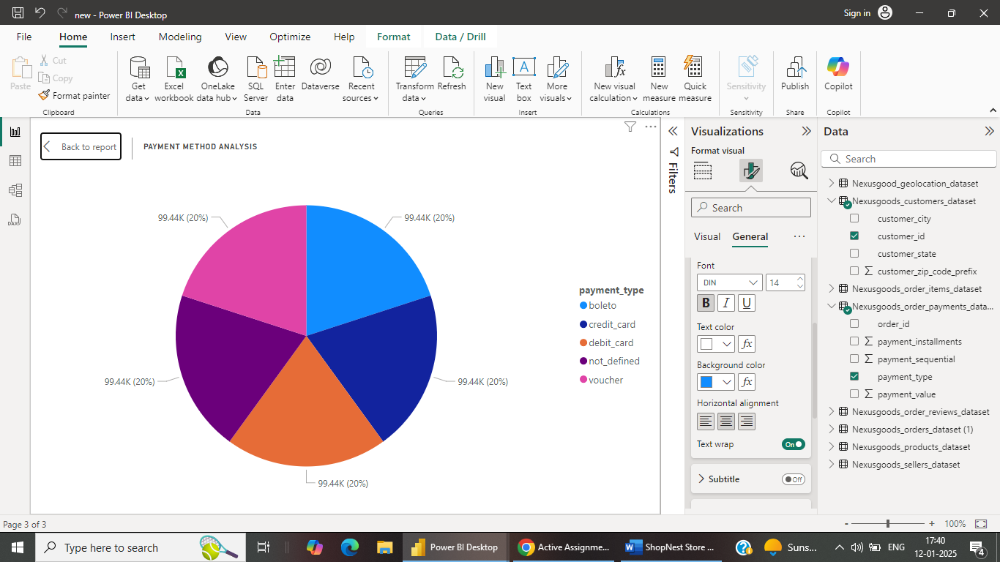 new - Power BI Desktop
Sign in
File Home Insert Modeling View Optimize Help Format Data / Drill
Paste
Cut
Copy
Format painter
Clipboard
Get data
Excel workbook
OneLake data hub
SQL Server
Enter data
Dataverse
Recent sources
Data
Transform data
Refresh
Queries
New visual
Text box
More visuals
Insert
New visual calculation
New measure
Quick measure
Calculations
Sensitivity
Sensitivity
Publish
Share
Copilot
Copilot
Back to report
PAYMENT METHOD ANALYSIS
99.44K (20%)
99.44K (20%)
99.44K (20%)
99.44K (20%)
99.44K (20%)
payment_type
boleto
credit_card
debit_card
not_defined
voucher
Filters
Visualizations
Format visual
Search
Visual General
Font
DIN 14
B I U
Text color
fx
Background color
fx
Horizontal alignment
Text wrap On
Subtitle Off
Data
Search
Nexusgood_geolocation_dataset
Nexusgoods_customers_dataset
customer_city
customer_id
customer_state
∑ customer_zip_code_prefix
Nexusgoods_order_items_dataset
Nexusgoods_order_payments_data...
order_id
∑ payment_installments
∑ payment_sequential
payment_type
∑ payment_value
Nexusgoods_order_reviews_dataset
Nexusgoods_orders_dataset (1)
Nexusgoods_products_dataset
Nexusgoods_sellers_dataset
Page 3 of 3
- + 100%
Type here to search
Power BI Desktop
Active Assignme...
ShopNest Store ...
Suns...
ENG
17:40
12-01-2025
4